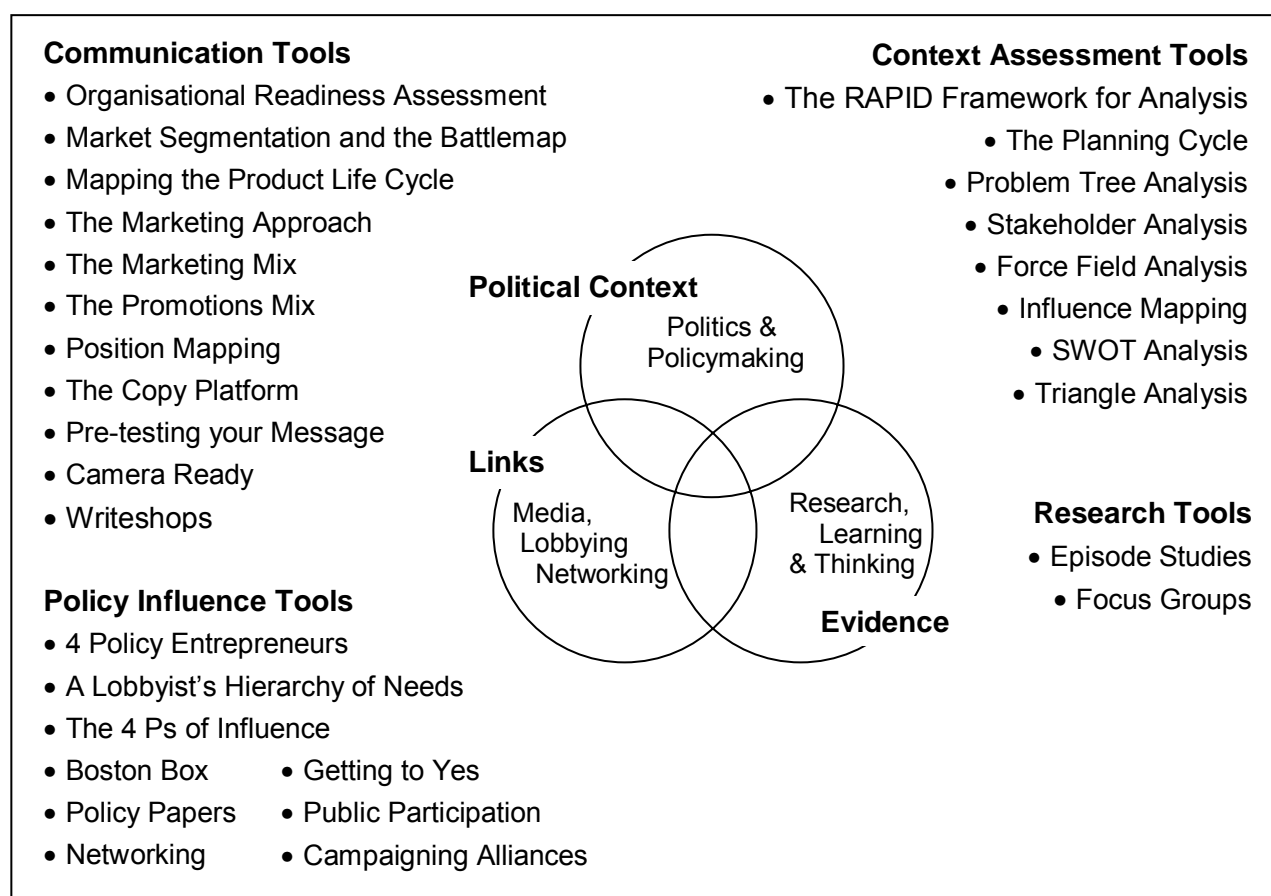 Communication Tools
• Organisational Readiness Assessment
• Market Segmentation and the Battlemap
• Mapping the Product Life Cycle
• The Marketing Approach
• The Marketing Mix
• The Promotions Mix
• Position Mapping
• The Copy Platform
• Pre-testing your Message
• Camera Ready
• Writeshops
Policy Influence Tools
• 4 Policy Entrepreneurs
• A Lobbyist’s Hierarchy of Needs
• The 4 Ps of Influence
• Boston Box
• Policy Papers
• Networking
• Getting to Yes
• Public Participation
• Campaigning Alliances
Political Context
Politics &
Policymaking
Links
Media,
Lobbying
Networking
Research,
Learning
& Thinking
Evidence
Context Assessment Tools
• The RAPID Framework for Analysis
• The Planning Cycle
• Problem Tree Analysis
• Stakeholder Analysis
• Force Field Analysis
• Influence Mapping
• SWOT Analysis
• Triangle Analysis
Research Tools
• Episode Studies
• Focus Groups